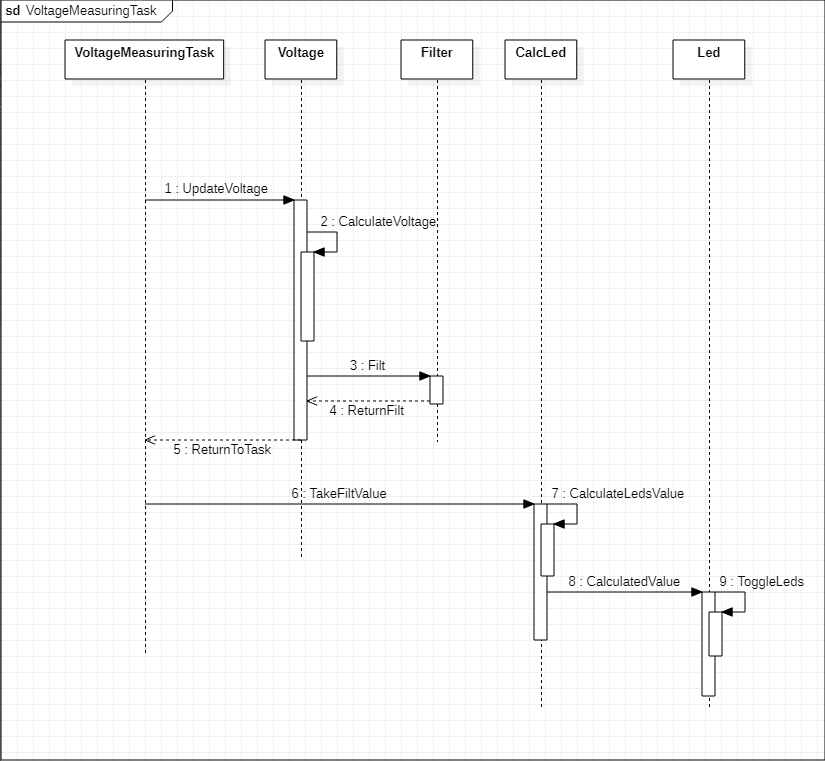 sd VoltageMeasuringTask
VoltageMeasuringTask
Voltage
Filter
CalcLed
Led
1 : UpdateVoltage
2 : CalculateVoltage
3 : Filt
4 : ReturnFilt
5 : ReturnToTask
6 : TakeFiltValue
7 : CalculateLedsValue
8 : CalculatedValue
9 : ToggleLeds